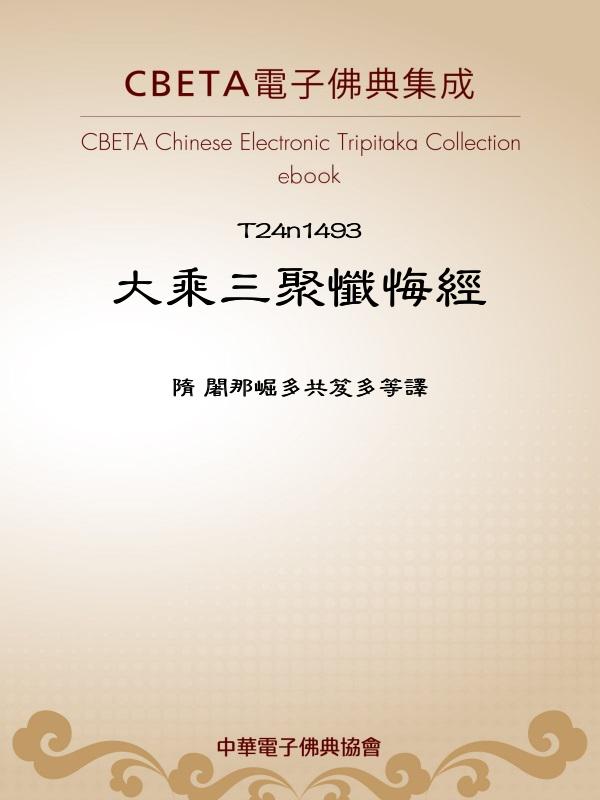 CBETA電子佛典集成
CBETA Chinese Electronic Tripitaka Collection
ebook
T24n1493
大乘三聚懺悔經
隋 闍那崛多共笈多等譯
中華電子佛典協會